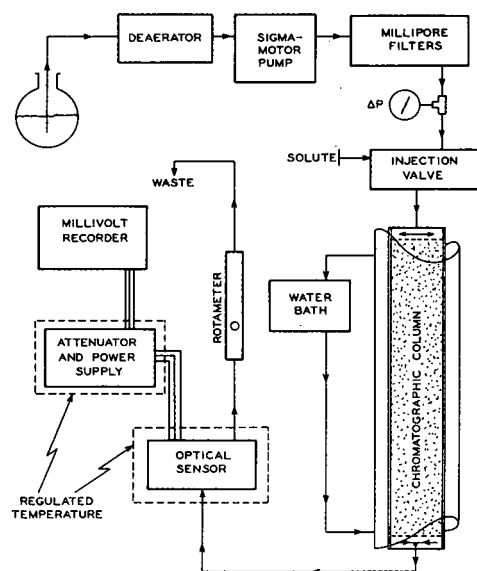 DEAERATOR
SIGMA-
MOTOR
PUMP
MILLIPORE
FILTERS
ΔP
SOLUTE
INJECTION
VALVE
WASTE
MILLIVOLT
RECORDER
ROTAMETER
WATER
BATH
CHROMATOGRAPHIC COLUMN
ATTENUATOR
AND POWER
SUPPLY
OPTICAL
SENSOR
REGULATED
TEMPERATURE